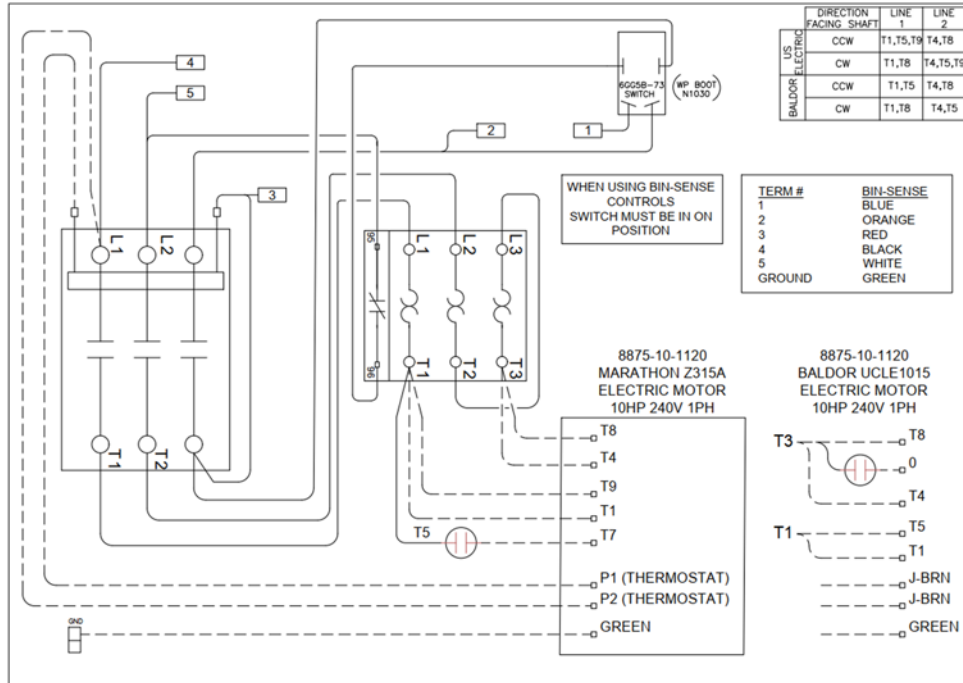 DIRECTION FACING SHAFT LINE 1 LINE 2
US ELECTRIC
CCW T1,T5,T9 T4,T8
CW T1,T8 T4,T5,T9
BALDOR
CCW T1,T5 T4,T8
CW T1,T8 T4,T5
4
5
6GG5B-73
SWITCH
(WP BOOT
N1030)
2
1
3
WHEN USING BIN-SENSE
CONTROLS
SWITCH MUST BE IN ON
POSITION
TERM # BIN-SENSE
1 BLUE
2 ORANGE
3 RED
4 BLACK
5 WHITE
GROUND GREEN
L1 L2
95 L1 L2 L3
96 T1 T2 T3
T1 T2
8875-10-1120
MARATHON Z315A
ELECTRIC MOTOR
10HP 240V 1PH
T8
T4
T9
T1
T5 T7
P1 (THERMOSTAT)
P2 (THERMOSTAT)
GREEN
GND
8875-10-1120
BALDOR UCLE1015
ELECTRIC MOTOR
10HP 240V 1PH
T3 T8
0
T4
T1 T5
T1
J-BRN
J-BRN
GREEN